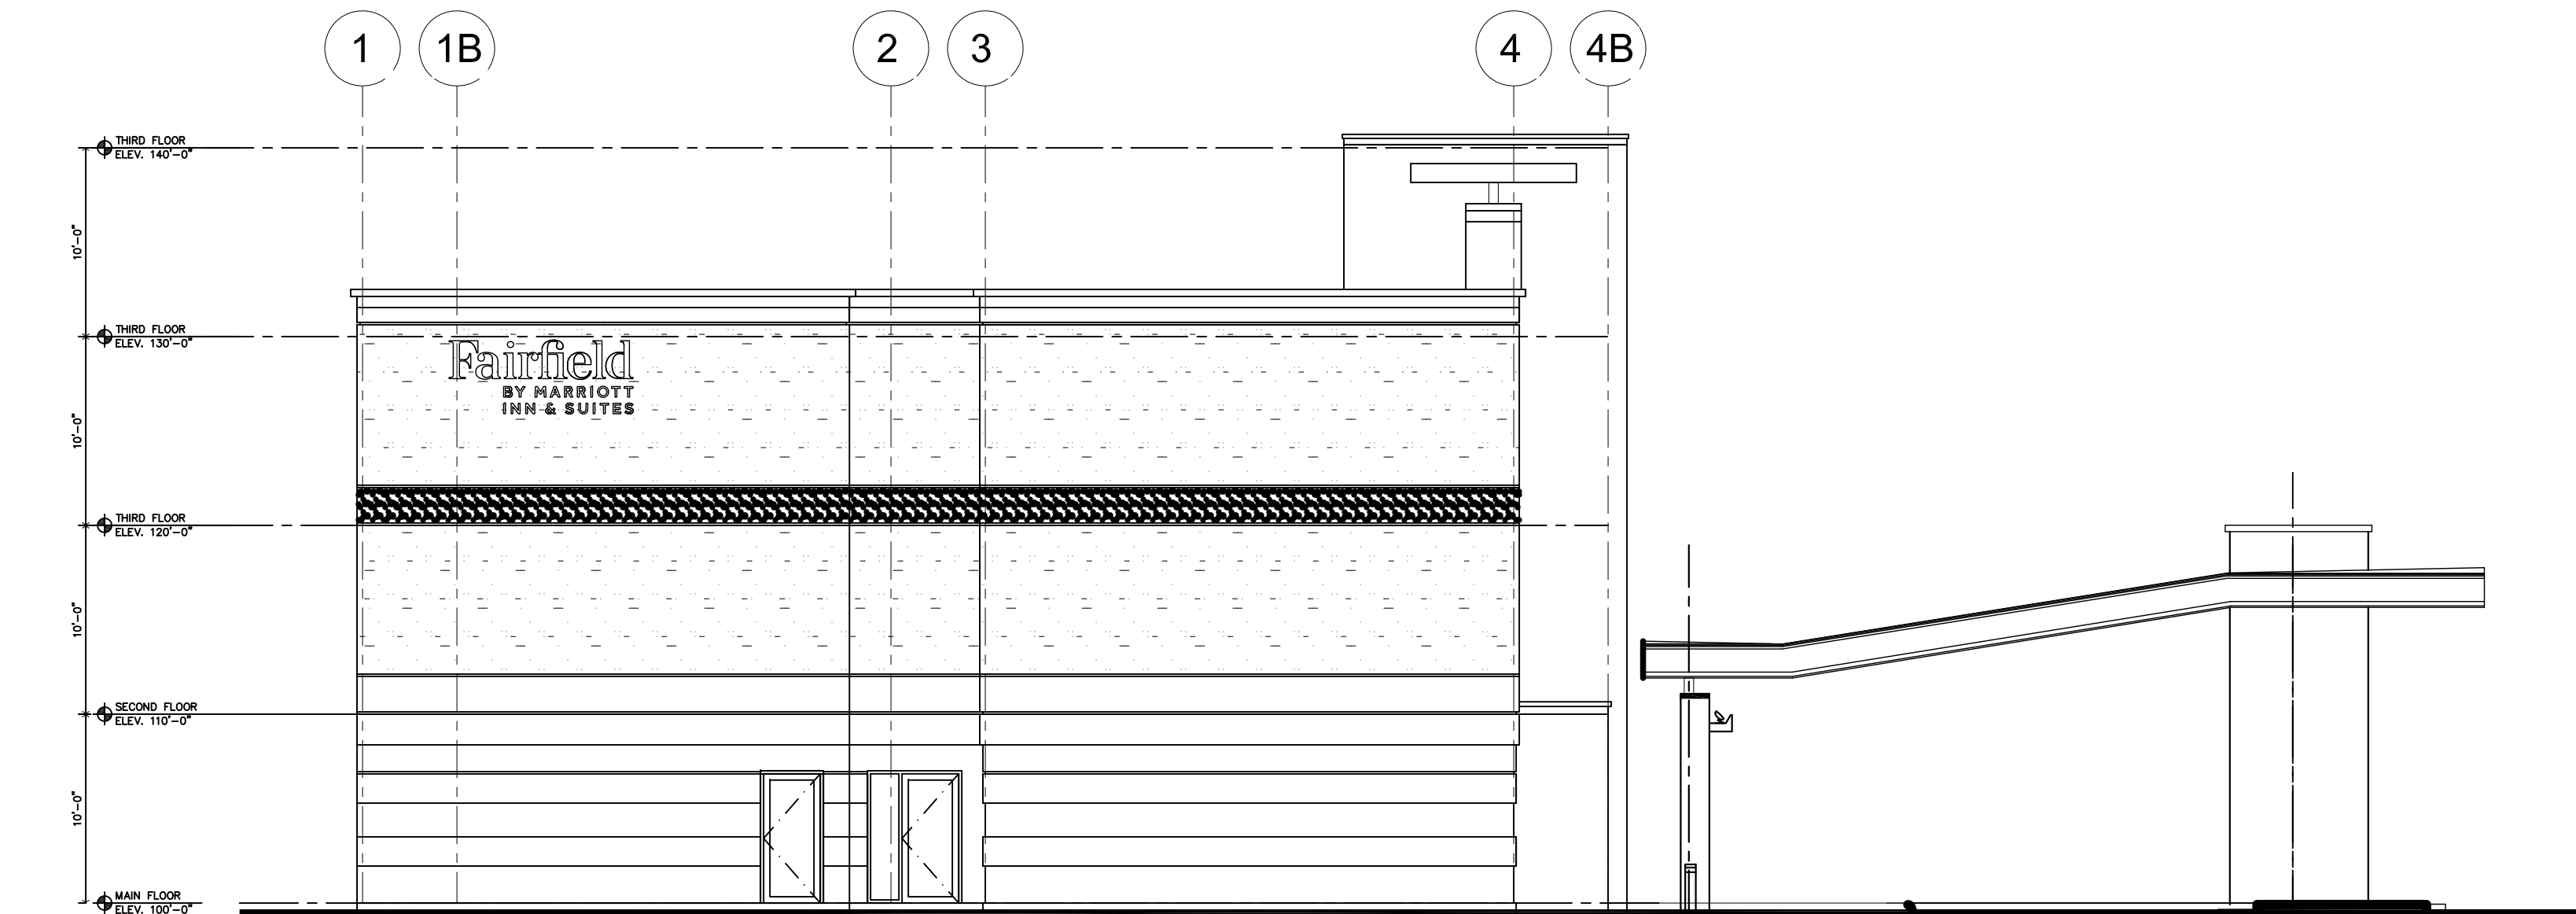 1 1B 2 3 4 4B
THIRD FLOOR
ELEV. 140'-0"
10'-0"
THIRD FLOOR
ELEV. 130'-0"
Fairfield
BY MARRIOTT
INN & SUITES
10'-0"
THIRD FLOOR
ELEV. 120'-0"
10'-0"
SECOND FLOOR
ELEV. 110'-0"
10'-0"
MAIN FLOOR
ELEV. 100'-0"